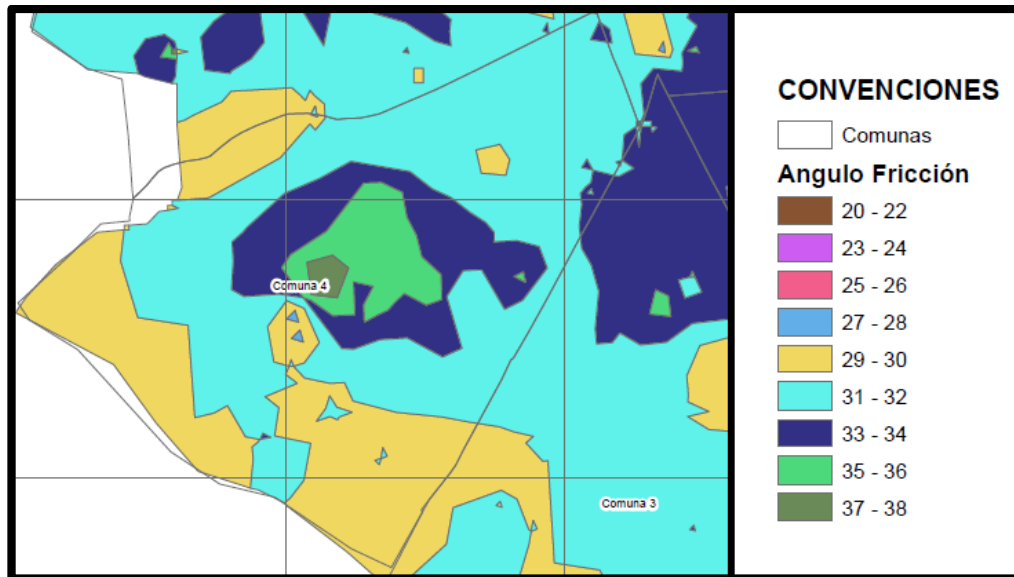 CONVENCIONES
Comunas
Angulo Fricción
20 - 22
23 - 24
25 - 26
27 - 28
29 - 30
31 - 32
33 - 34
35 - 36
37 - 38
Comuna 4
Comuna 3